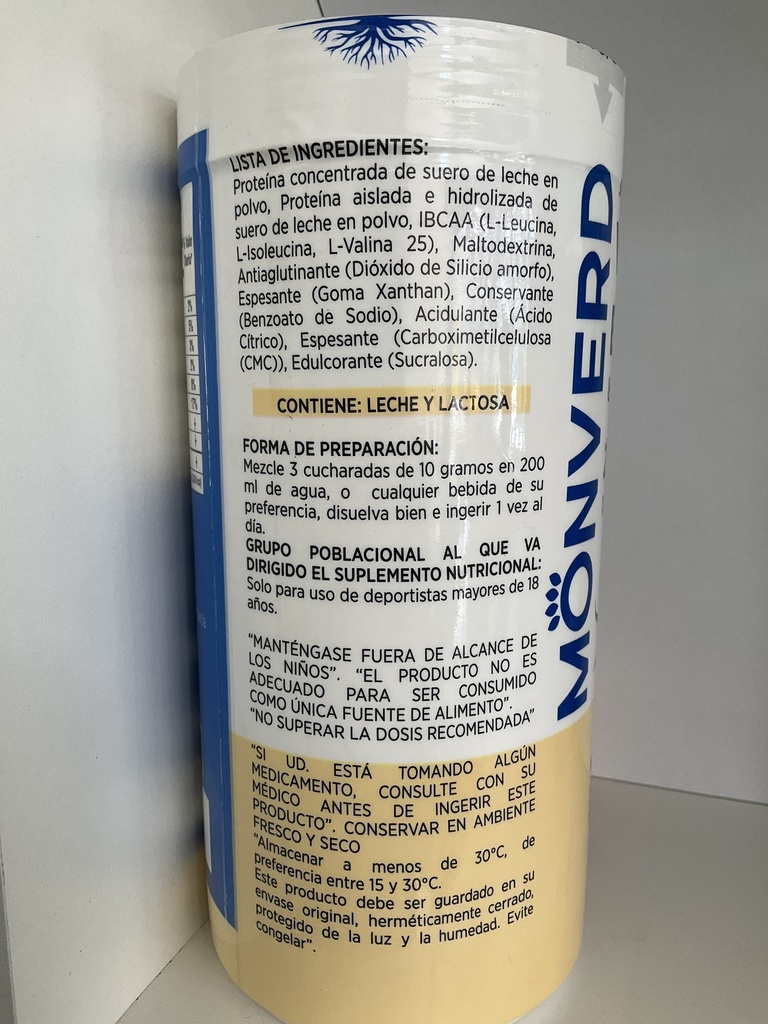 LISTA DE INGREDIENTES:
Proteína concentrada de suero de leche en
polvo, Proteína aislada e hidrolizada de
suero de leche en polvo, IBCAA (L-Leucina,
L-Isoleucina, L-Valina 25), Maltodextrina,
Antiaglutinante (Dióxido de Silicio amorfo),
Espesante (Goma Xanthan), Conservante
(Benzoato de Sodio), Acidulante (Ácido
Cítrico), Espesante (Carboximetilcelulosa
(CMC)), Edulcorante (Sucralosa).
CONTIENE: LECHE Y LACTOSA
FORMA DE PREPARACIÓN:
Mezcle 3 cucharadas de 10 gramos en 200
ml de agua, o cualquier bebida de su
preferencia, disuelva bien e ingerir 1 vez al
día.
GRUPO POBLACIONAL AL QUE VA
DIRIGIDO EL SUPLEMENTO NUTRICIONAL:
Solo para uso de deportistas mayores de 18
años.
"MANTÉNGASE FUERA DE ALCANCE DE
LOS NIÑOS". "EL PRODUCTO NO ES
ADECUADO PARA SER CONSUMIDO
COMO ÚNICA FUENTE DE ALIMENTO".
"NO SUPERAR LA DOSIS RECOMENDADA"
"SI UD. ESTÁ TOMANDO ALGÚN
MEDICAMENTO, CONSULTE CON SU
MÉDICO ANTES DE INGERIR ESTE
PRODUCTO". CONSERVAR EN AMBIENTE
FRESCO Y SECO
"Almacenar a menos de 30°C, de
preferencia entre 15 y 30°C.
Este producto debe ser guardado en su
envase original, herméticamente cerrado,
protegido de la luz y la humedad. Evite
congelar".
MONVERD